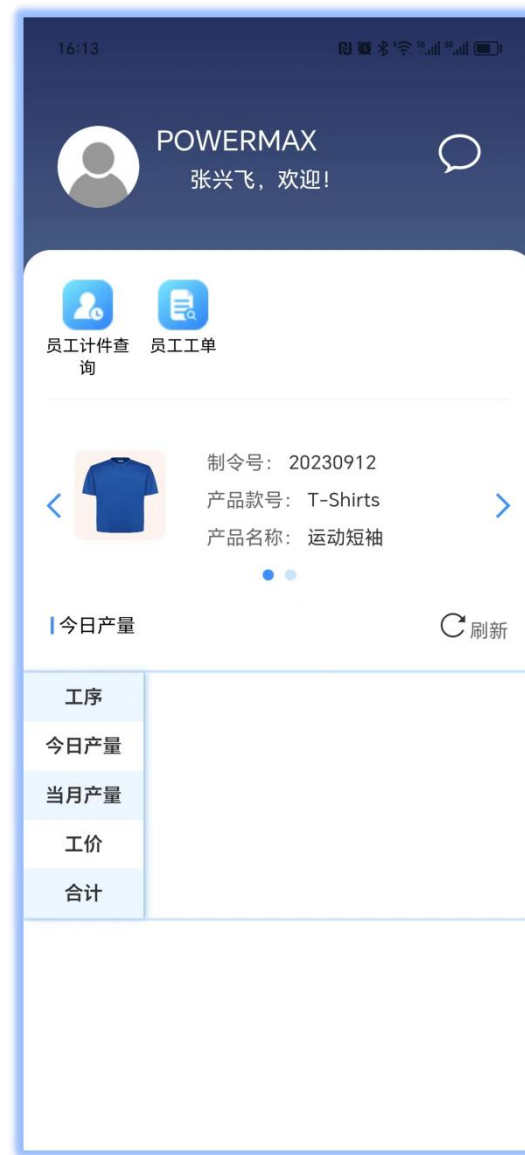 16:13
POWERMAX
张兴飞，欢迎!
员工计件查询
员工工单
制令号： 20230912
产品款号： T-Shirts
产品名称： 运动短袖
今日产量
刷新
工序
今日产量
当月产量
工价
合计